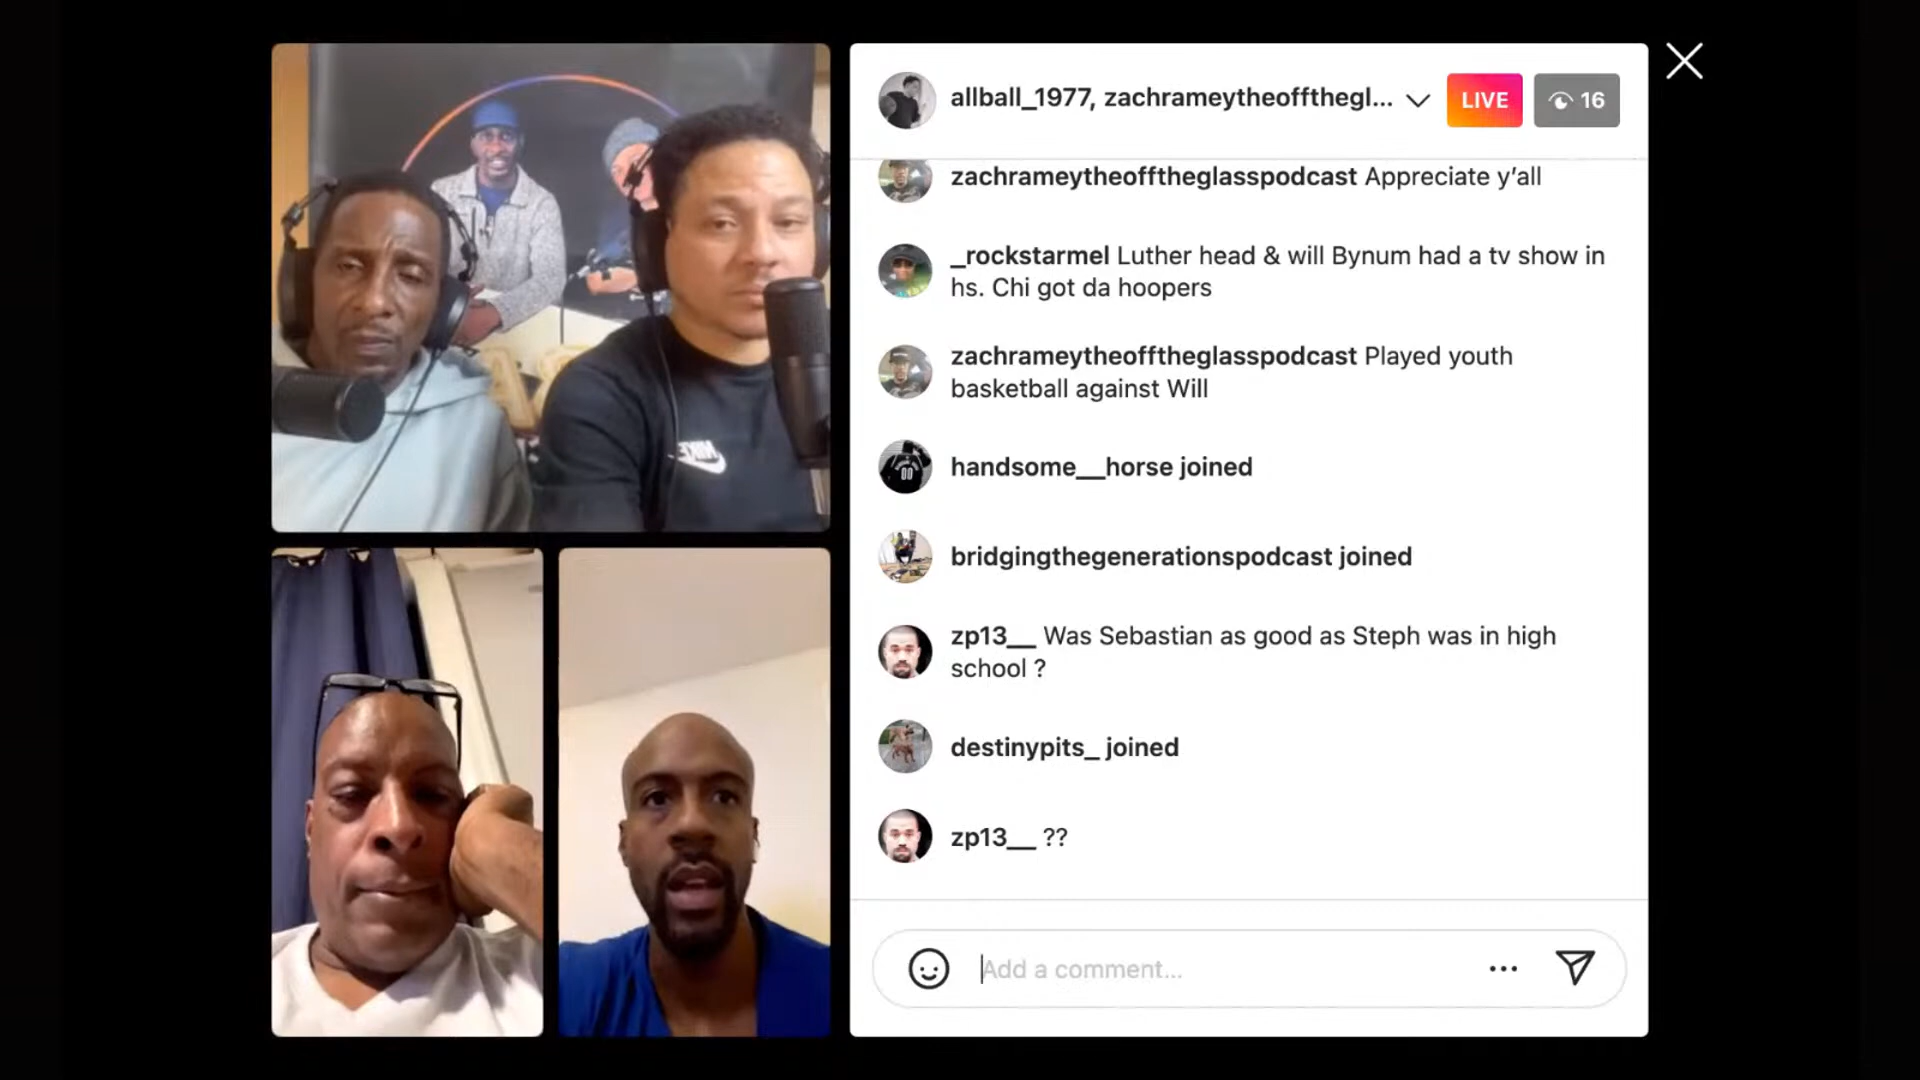 allball_1977, zachrameytheoffthegl...
LIVE
16
zachrameytheofftheglasspodcast Appreciate y’all
_rockstarmel Luther head & will Bynum had a tv show in
hs. Chi got da hoopers
zachrameytheofftheglasspodcast Played youth
basketball against Will
handsome__horse joined
bridgingthegenerationspodcast joined
zp13__ Was Sebastian as good as Steph was in high
school ?
destinypits_ joined
zp13__ ??
Add a comment...
NIKE
00